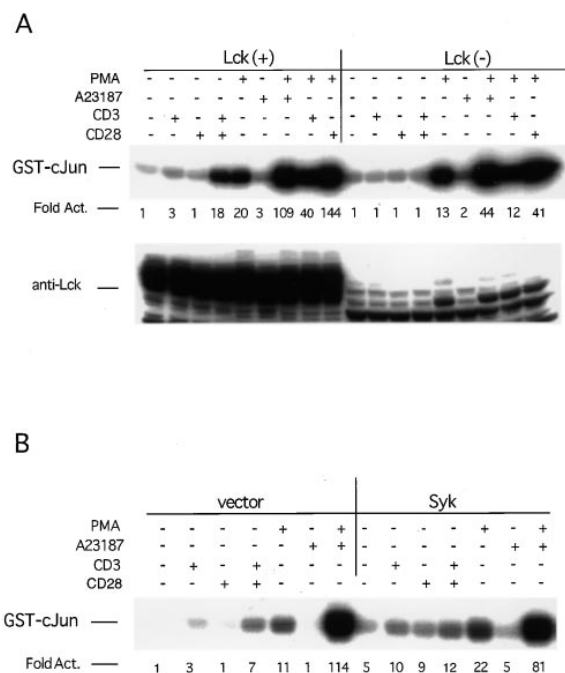 A
Lck (+) Lck (-)
PMA - - - - + - + + + - - - - + - + + +
A23187 - - - - - + + - - - - - - - + + - -
CD3 - + - + - - - + - - + - + - - - + -
CD28 - - + + - - - - + - - + + - - - - +
GST-cJun
Fold Act. 1 3 1 18 20 3 109 40 144 1 1 1 1 13 2 44 12 41
anti-Lck
B
vector Syk
PMA - - - - + - + - - - - + - +
A23187 - - - - - + + - - - - - + +
CD3 - + - + - - - - + - + - - -
CD28 - - + + - - - - - + + - - -
GST-cJun
Fold Act. 1 3 1 7 11 1 114 5 10 9 12 22 5 81